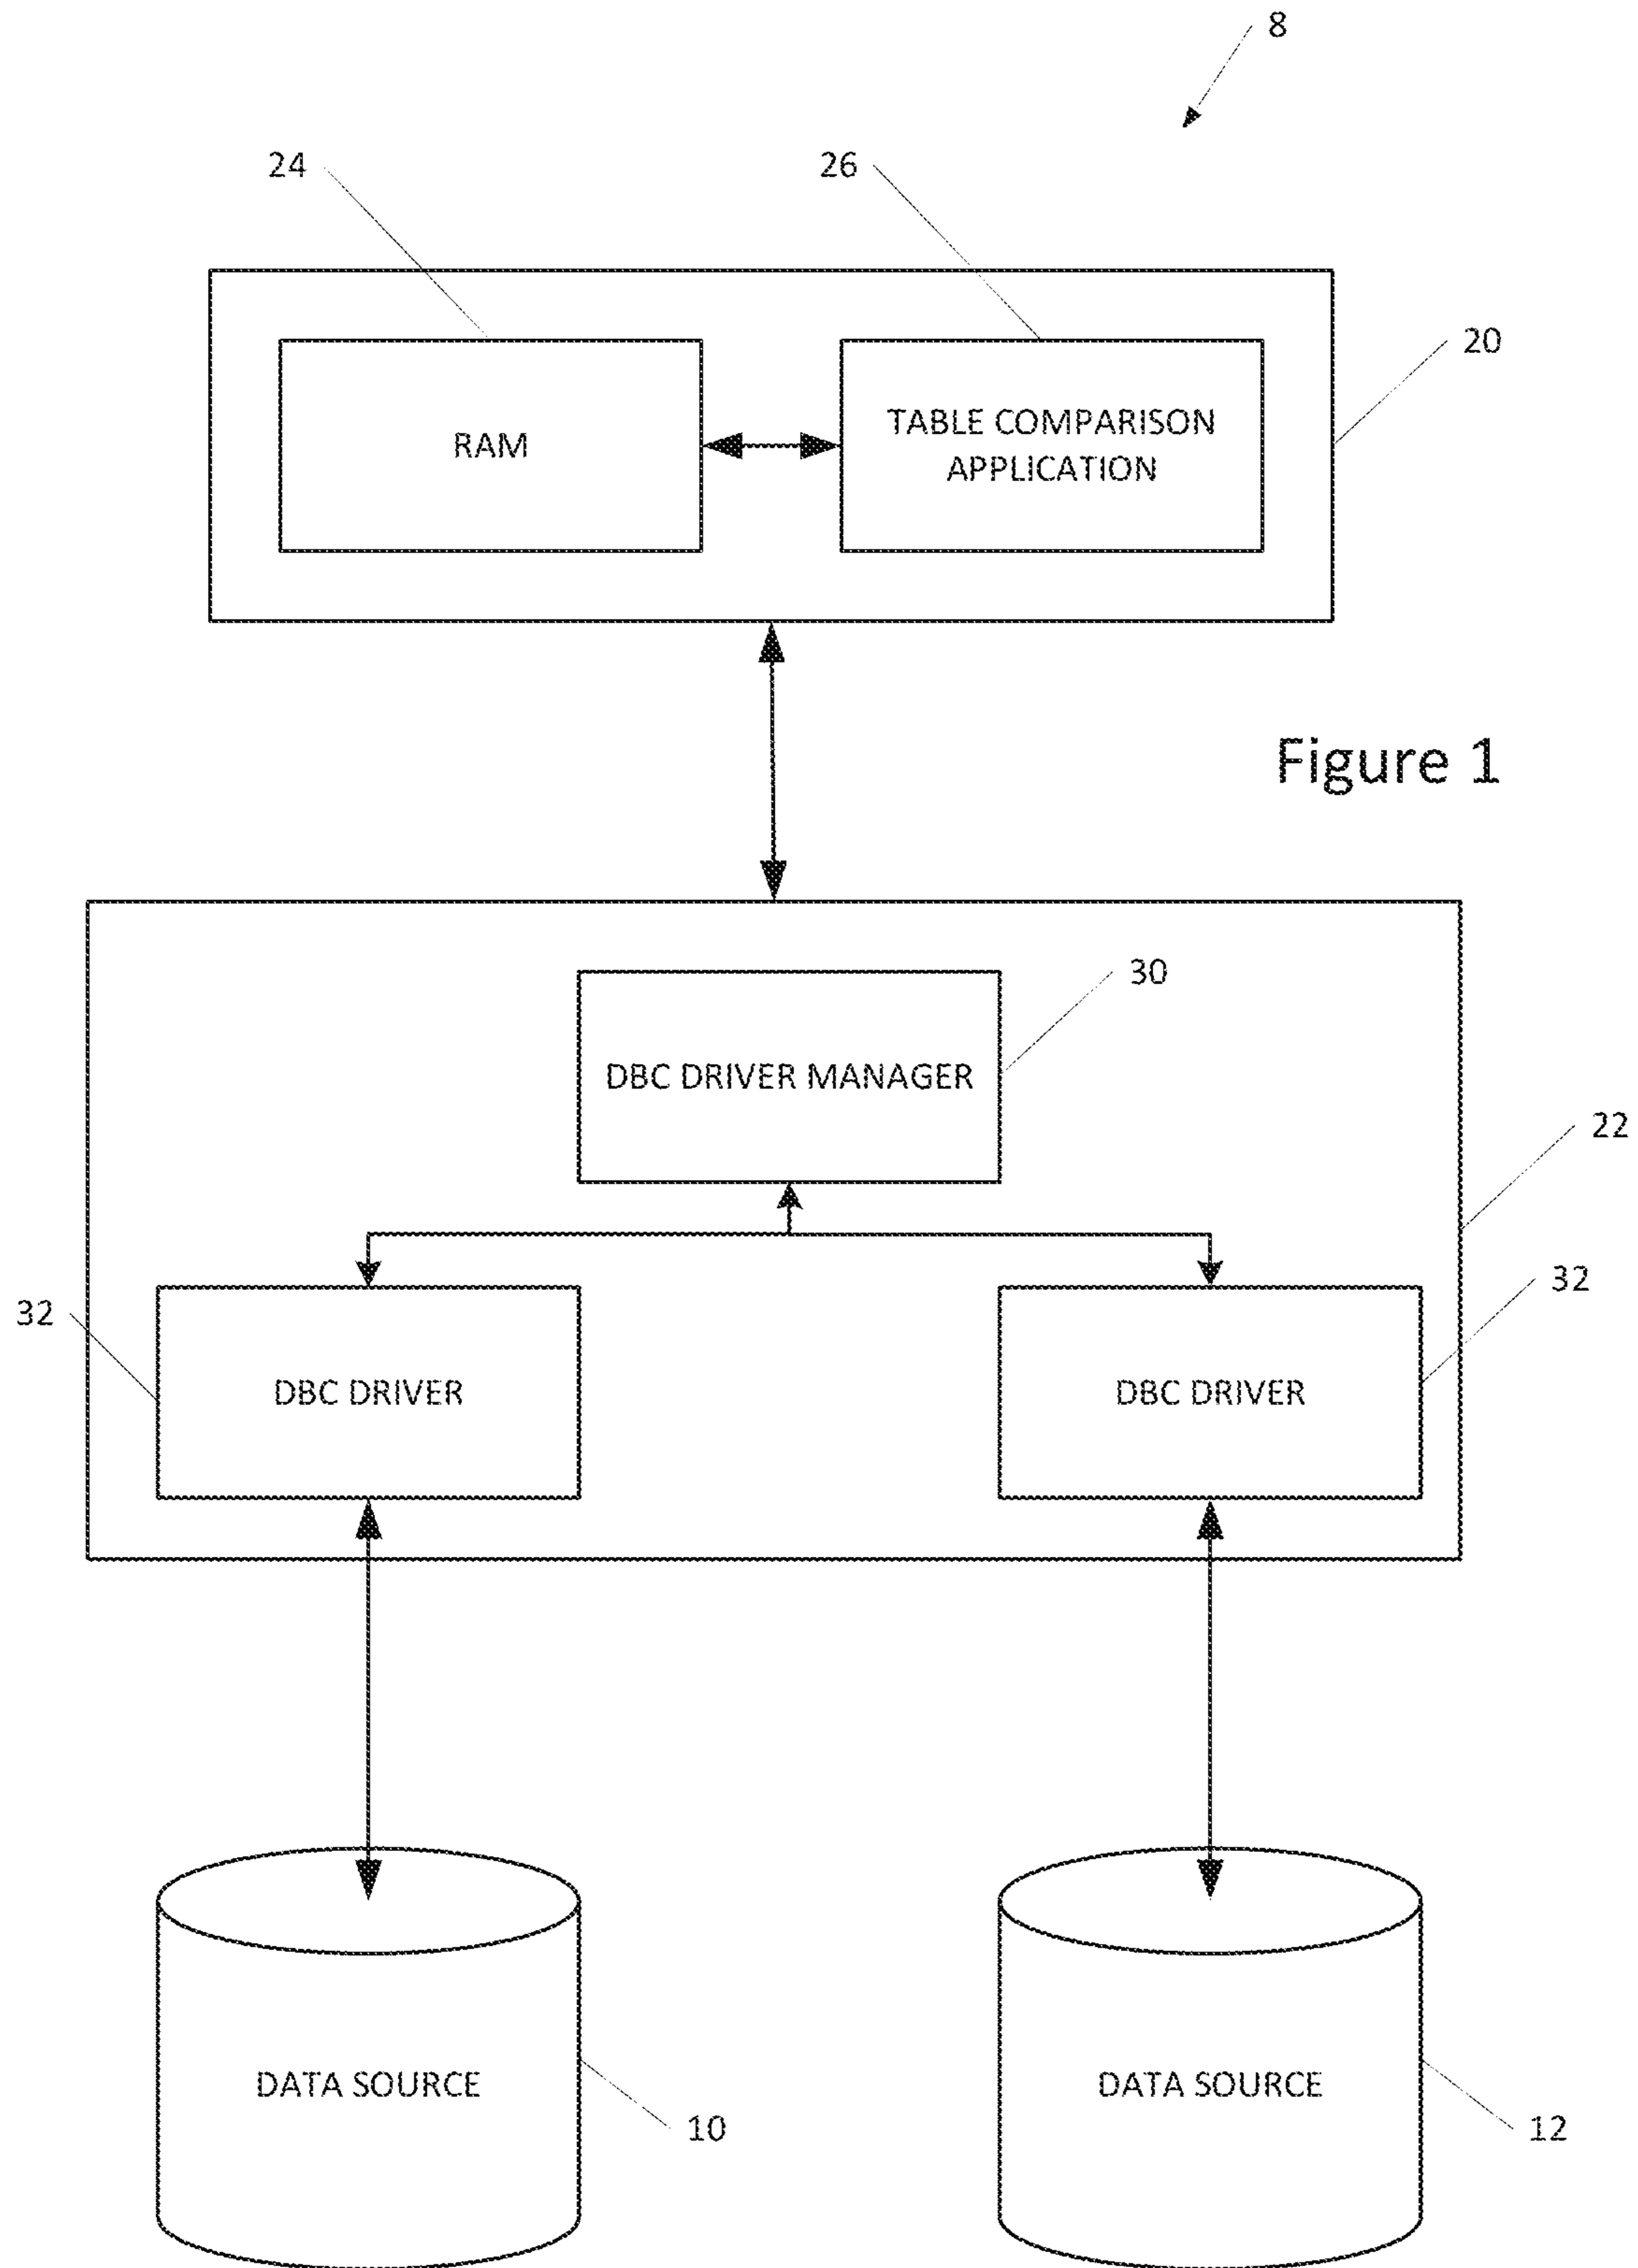 8
24
26
20
RAM
TABLE COMPARISON
APPLICATION
Figure 1
30
DBC DRIVER MANAGER
22
32
32
DBC DRIVER
DBC DRIVER
DATA SOURCE
DATA SOURCE
10
12